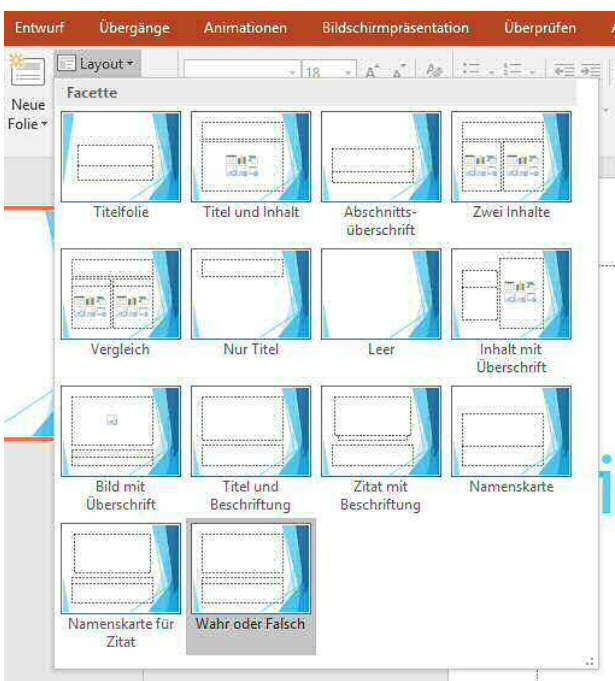 Entwurf Übergänge Animationen Bildschirmpräsentation Überprüfen
Layout
18
Neue
Folie
Facette
Titelfolie
Titel und Inhalt
Abschnitts-
überschrift
Zwei Inhalte
Vergleich
Nur Titel
Leer
Inhalt mit
Überschrift
Bild mit
Überschrift
Titel und
Beschriftung
Zitat mit
Beschriftung
Namenskarte
Namenskarte für
Zitat
Wahr oder Falsch